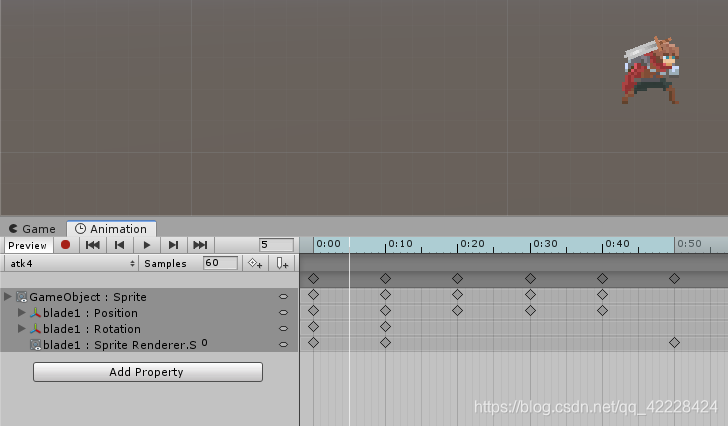 Game Animation
Preview 5 0:00 0:10 0:20 0:30 0:40 0:50
atk4 Samples 60
GameObject : Sprite
blade1 : Position
blade1 : Rotation
blade1 : Sprite Renderer.S 0
Add Property
https://blog.csdn.net/qq_42228424